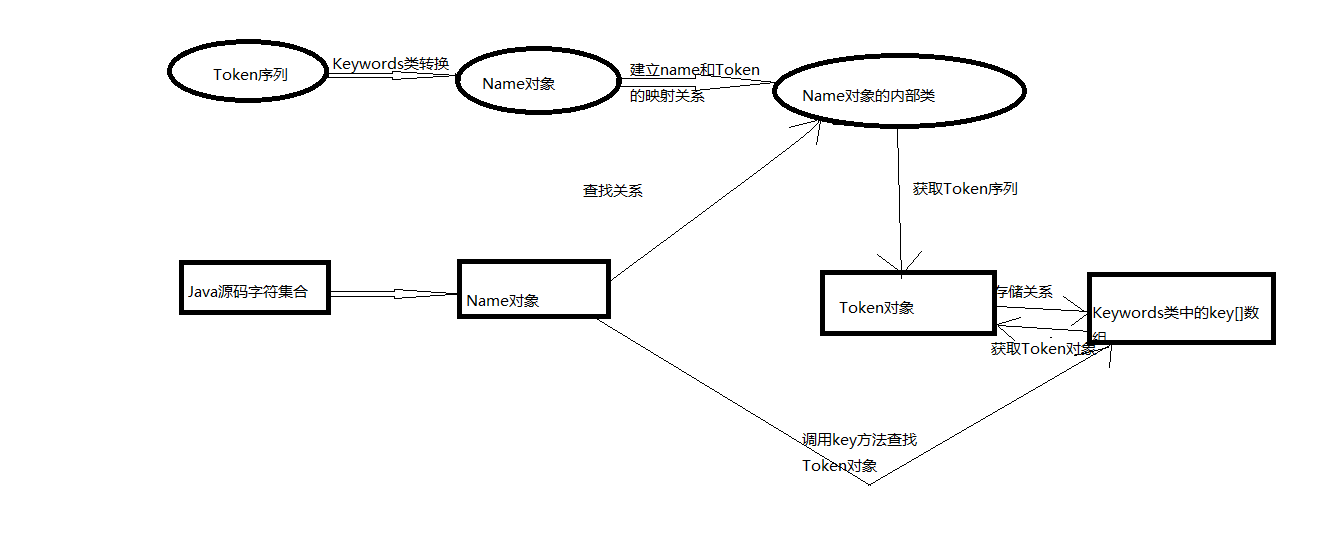 Token序列
Keywords类转换
Name对象
建立name和Token
的映射关系
Name对象的内部类
查找关系
获取Token序列
Java源码字符集合
Name对象
Token对象
存储关系
Keywords类中的key[]数
组
获取Token对象
调用key方法查找
Token对象